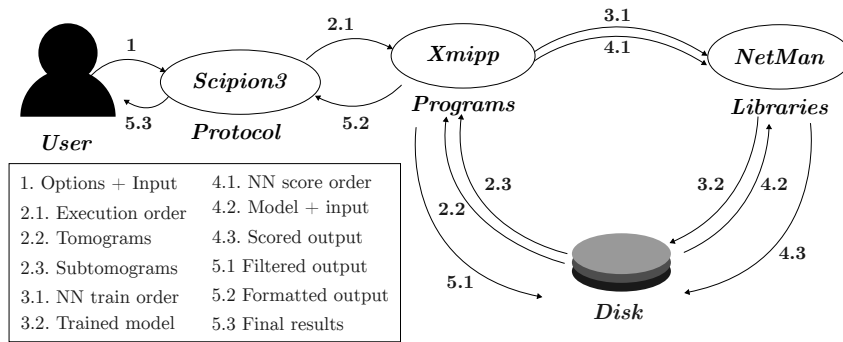 3.1
1
2.1
Xmipp
4.1
NetMan
Scipion3
5.3
5.2
Programs
Libraries
User
Protocol
1. Options + Input
2.1. Execution order
2.2. Tomograms
2.3. Subtomograms
3.1. NN train order
3.2. Trained model
4.1. NN score order
4.2. Model + input
4.3. Scored output
5.1 Filtered output
5.2 Formatted output
5.3 Final results
2.3
2.2
3.2
4.2
5.1
4.3
Disk